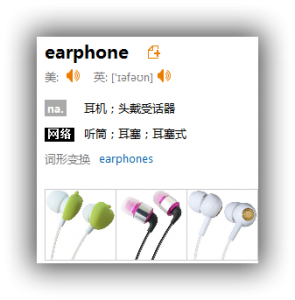 earphone
美: 英: ['ɪəfəʊn]
na. 耳机；头戴受话器
网络 听筒；耳塞；耳塞式
词形变换 earphones